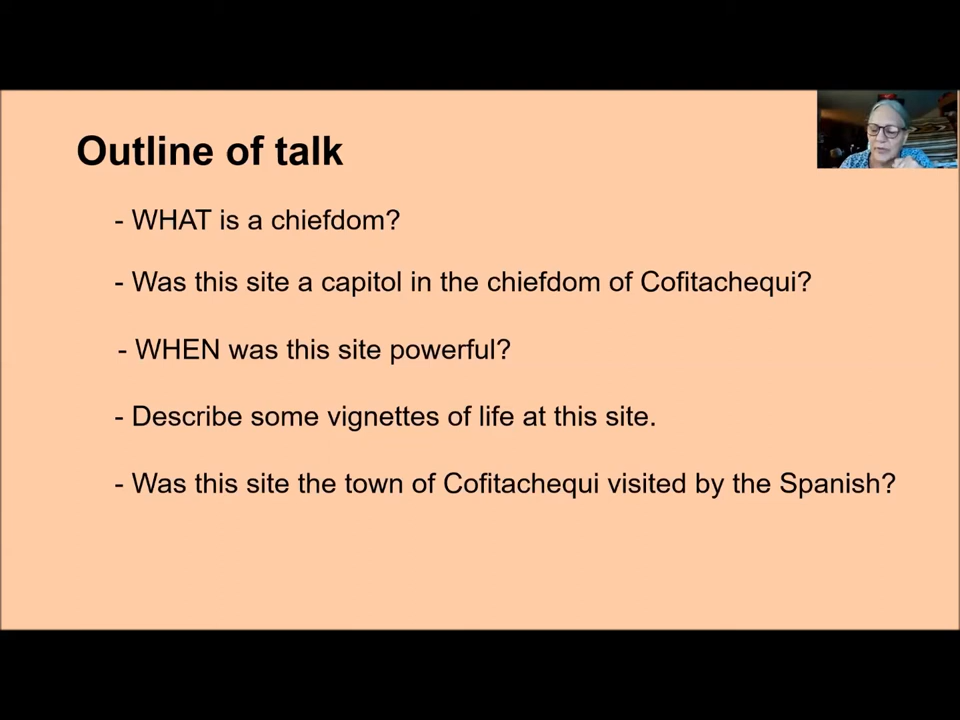 Outline of talk
- WHAT is a chiefdom?
- Was this site a capitol in the chiefdom of Cofitachequi?
- WHEN was this site powerful?
- Describe some vignettes of life at this site.
- Was this site the town of Cofitachequi visited by the Spanish?